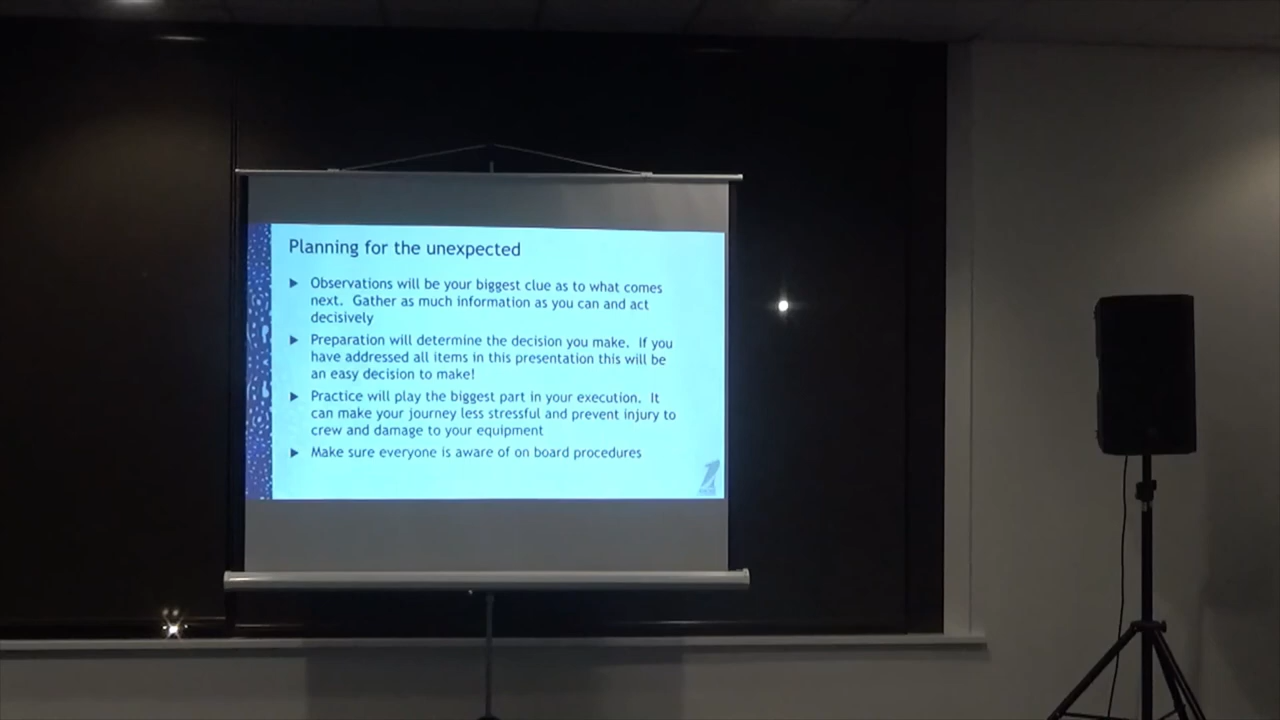 Planning for the unexpected
Observations will be your biggest clue as to what comes
next. Gather as much information as you can and act
decisively
Preparation will determine the decision you make. If you
have addressed all items in this presentation this will be
an easy decision to make!
Practice will play the biggest part in your execution. It
can make your journey less stressful and prevent injury to
crew and damage to your equipment
Make sure everyone is aware of on board procedures